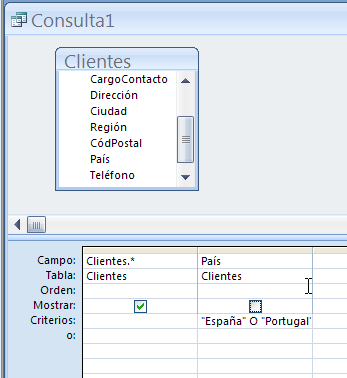 Consulta1
Clientes
CargoContacto
Dirección
Ciudad
Región
CódPostal
País
Teléfono
Campo: Clientes.* País
Tabla: Clientes Clientes
Orden:
Mostrar:
Criterios: "España" O "Portugal"
o: